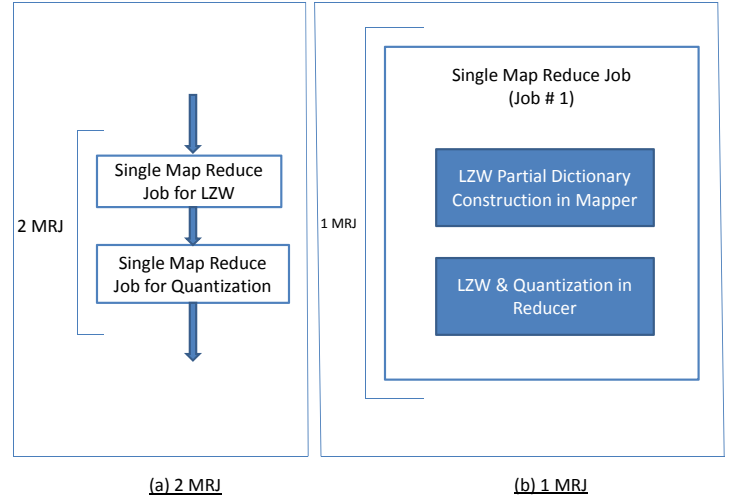 Single Map Reduce
Job for LZW
2 MRJ
Single Map Reduce
Job for Quantization
(a) 2 MRJ
Single Map Reduce Job
(Job # 1)
LZW Partial Dictionary
Construction in Mapper
1 MRJ
LZW & Quantization in
Reducer
(b) 1 MRJ